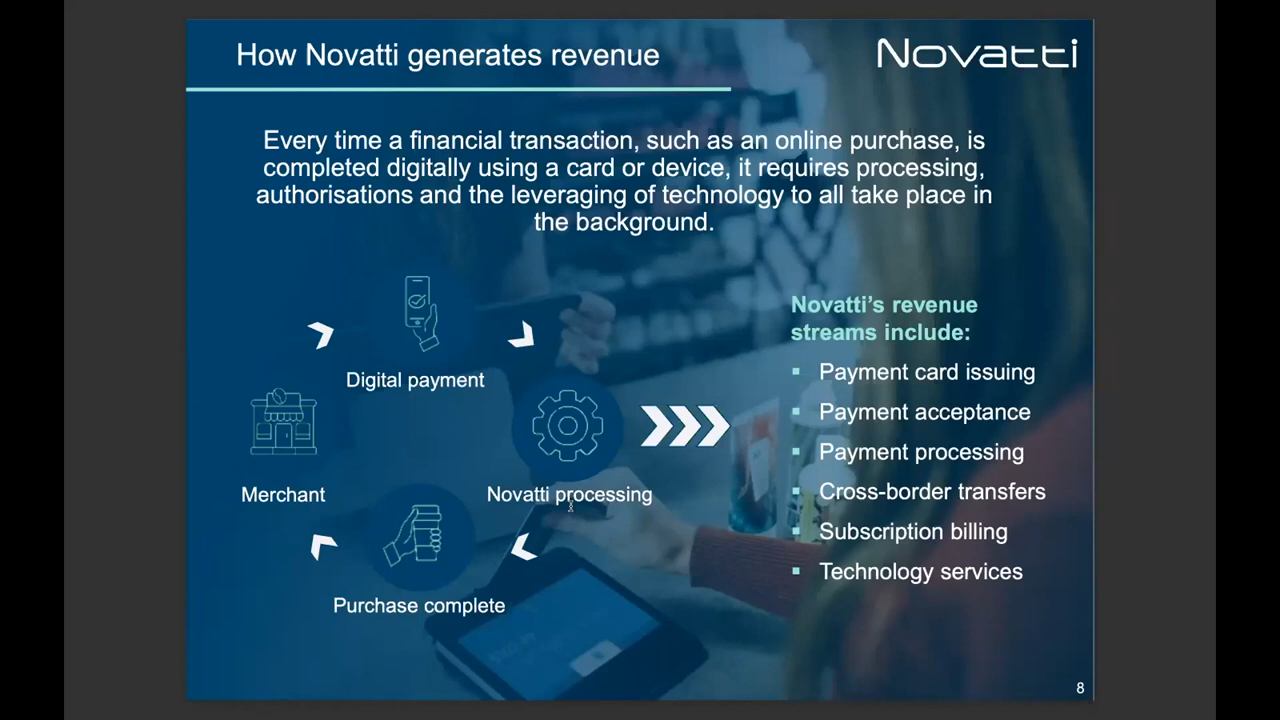 How Novatti generates revenue
Novatti
Every time a financial transaction, such as an online purchase, is
completed digitally using a card or device, it requires processing,
authorisations and the leveraging of technology to all take place in
the background.
Digital payment
Merchant
Novatti processing
Purchase complete
Novatti’s revenue
streams include:
▪ Payment card issuing
▪ Payment acceptance
▪ Payment processing
▪ Cross-border transfers
▪ Subscription billing
▪ Technology services
8